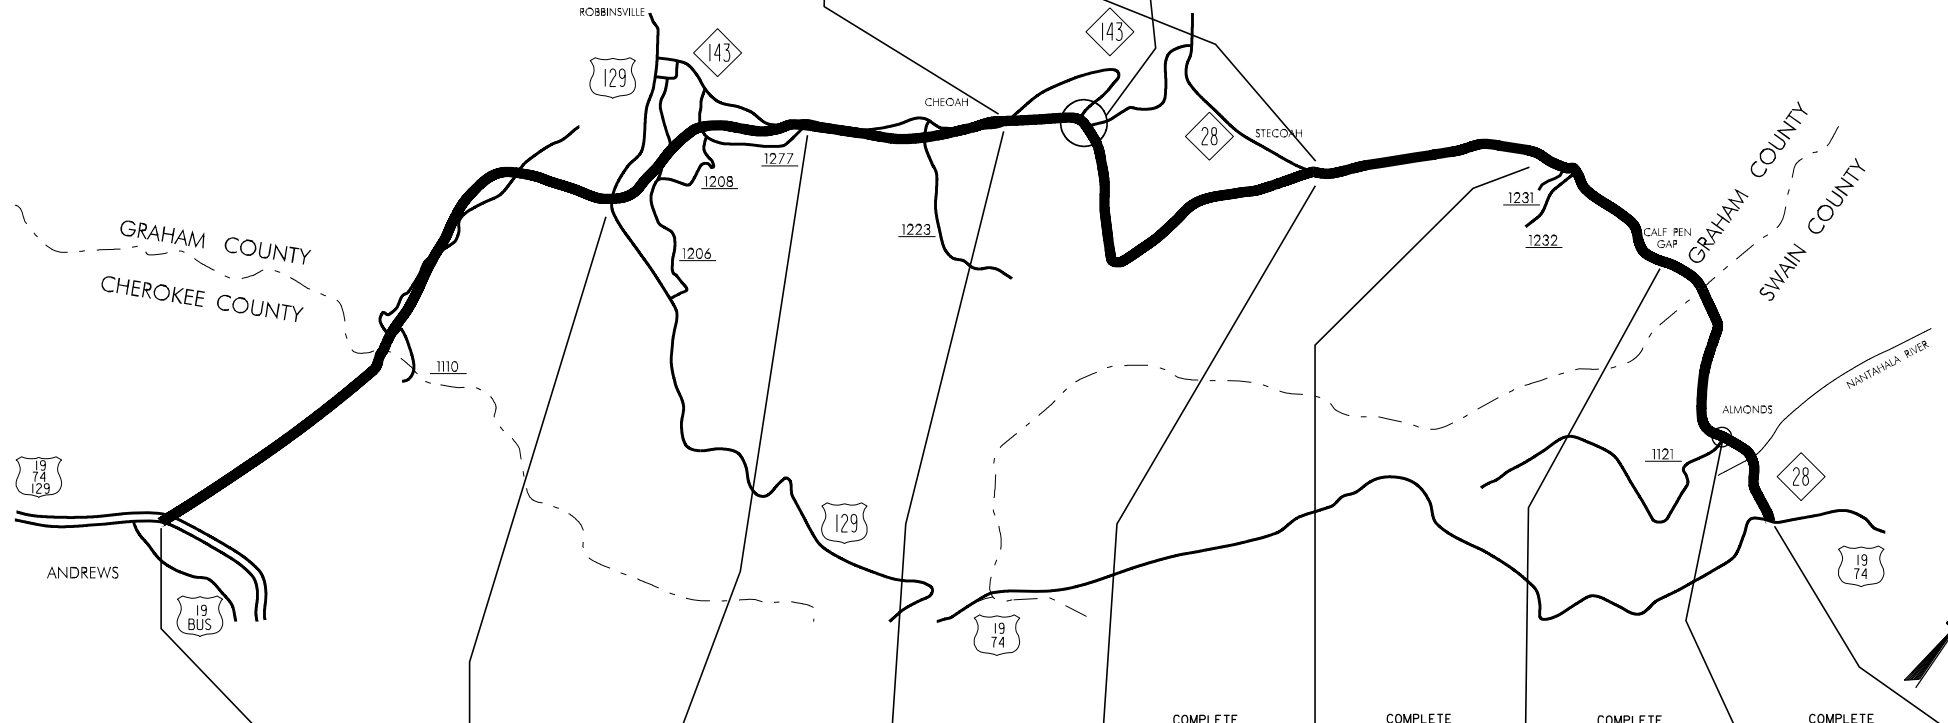 ROBBINSVILLE
143
129
143
CHEOAH
28
STECOAH
1277
1208
1231
1223
1232
1206
CALF PEN
GAP
GRAHAM COUNTY
SWAIN COUNTY
GRAHAM COUNTY
CHEROKEE COUNTY
1110
NANTAHALA RIVER
ALMONDS
1121
28
19
74
129
129
ANDREWS
19
BUS
19
74
19
74
COMPLETE
COMPLETE
COMPLETE
COMPLETE